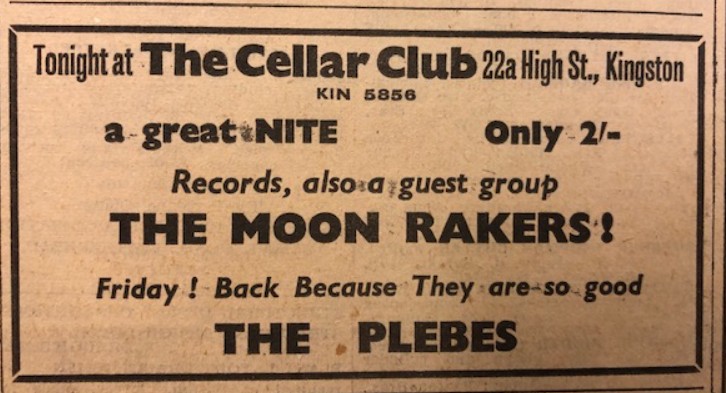 Tonight at The Cellar Club 22a High St., Kingston
KIN 5856
a great NITE Only 2/-
Records, also a guest group
THE MOON RAKERS!
Friday! Back Because They are so good
THE PLEBES